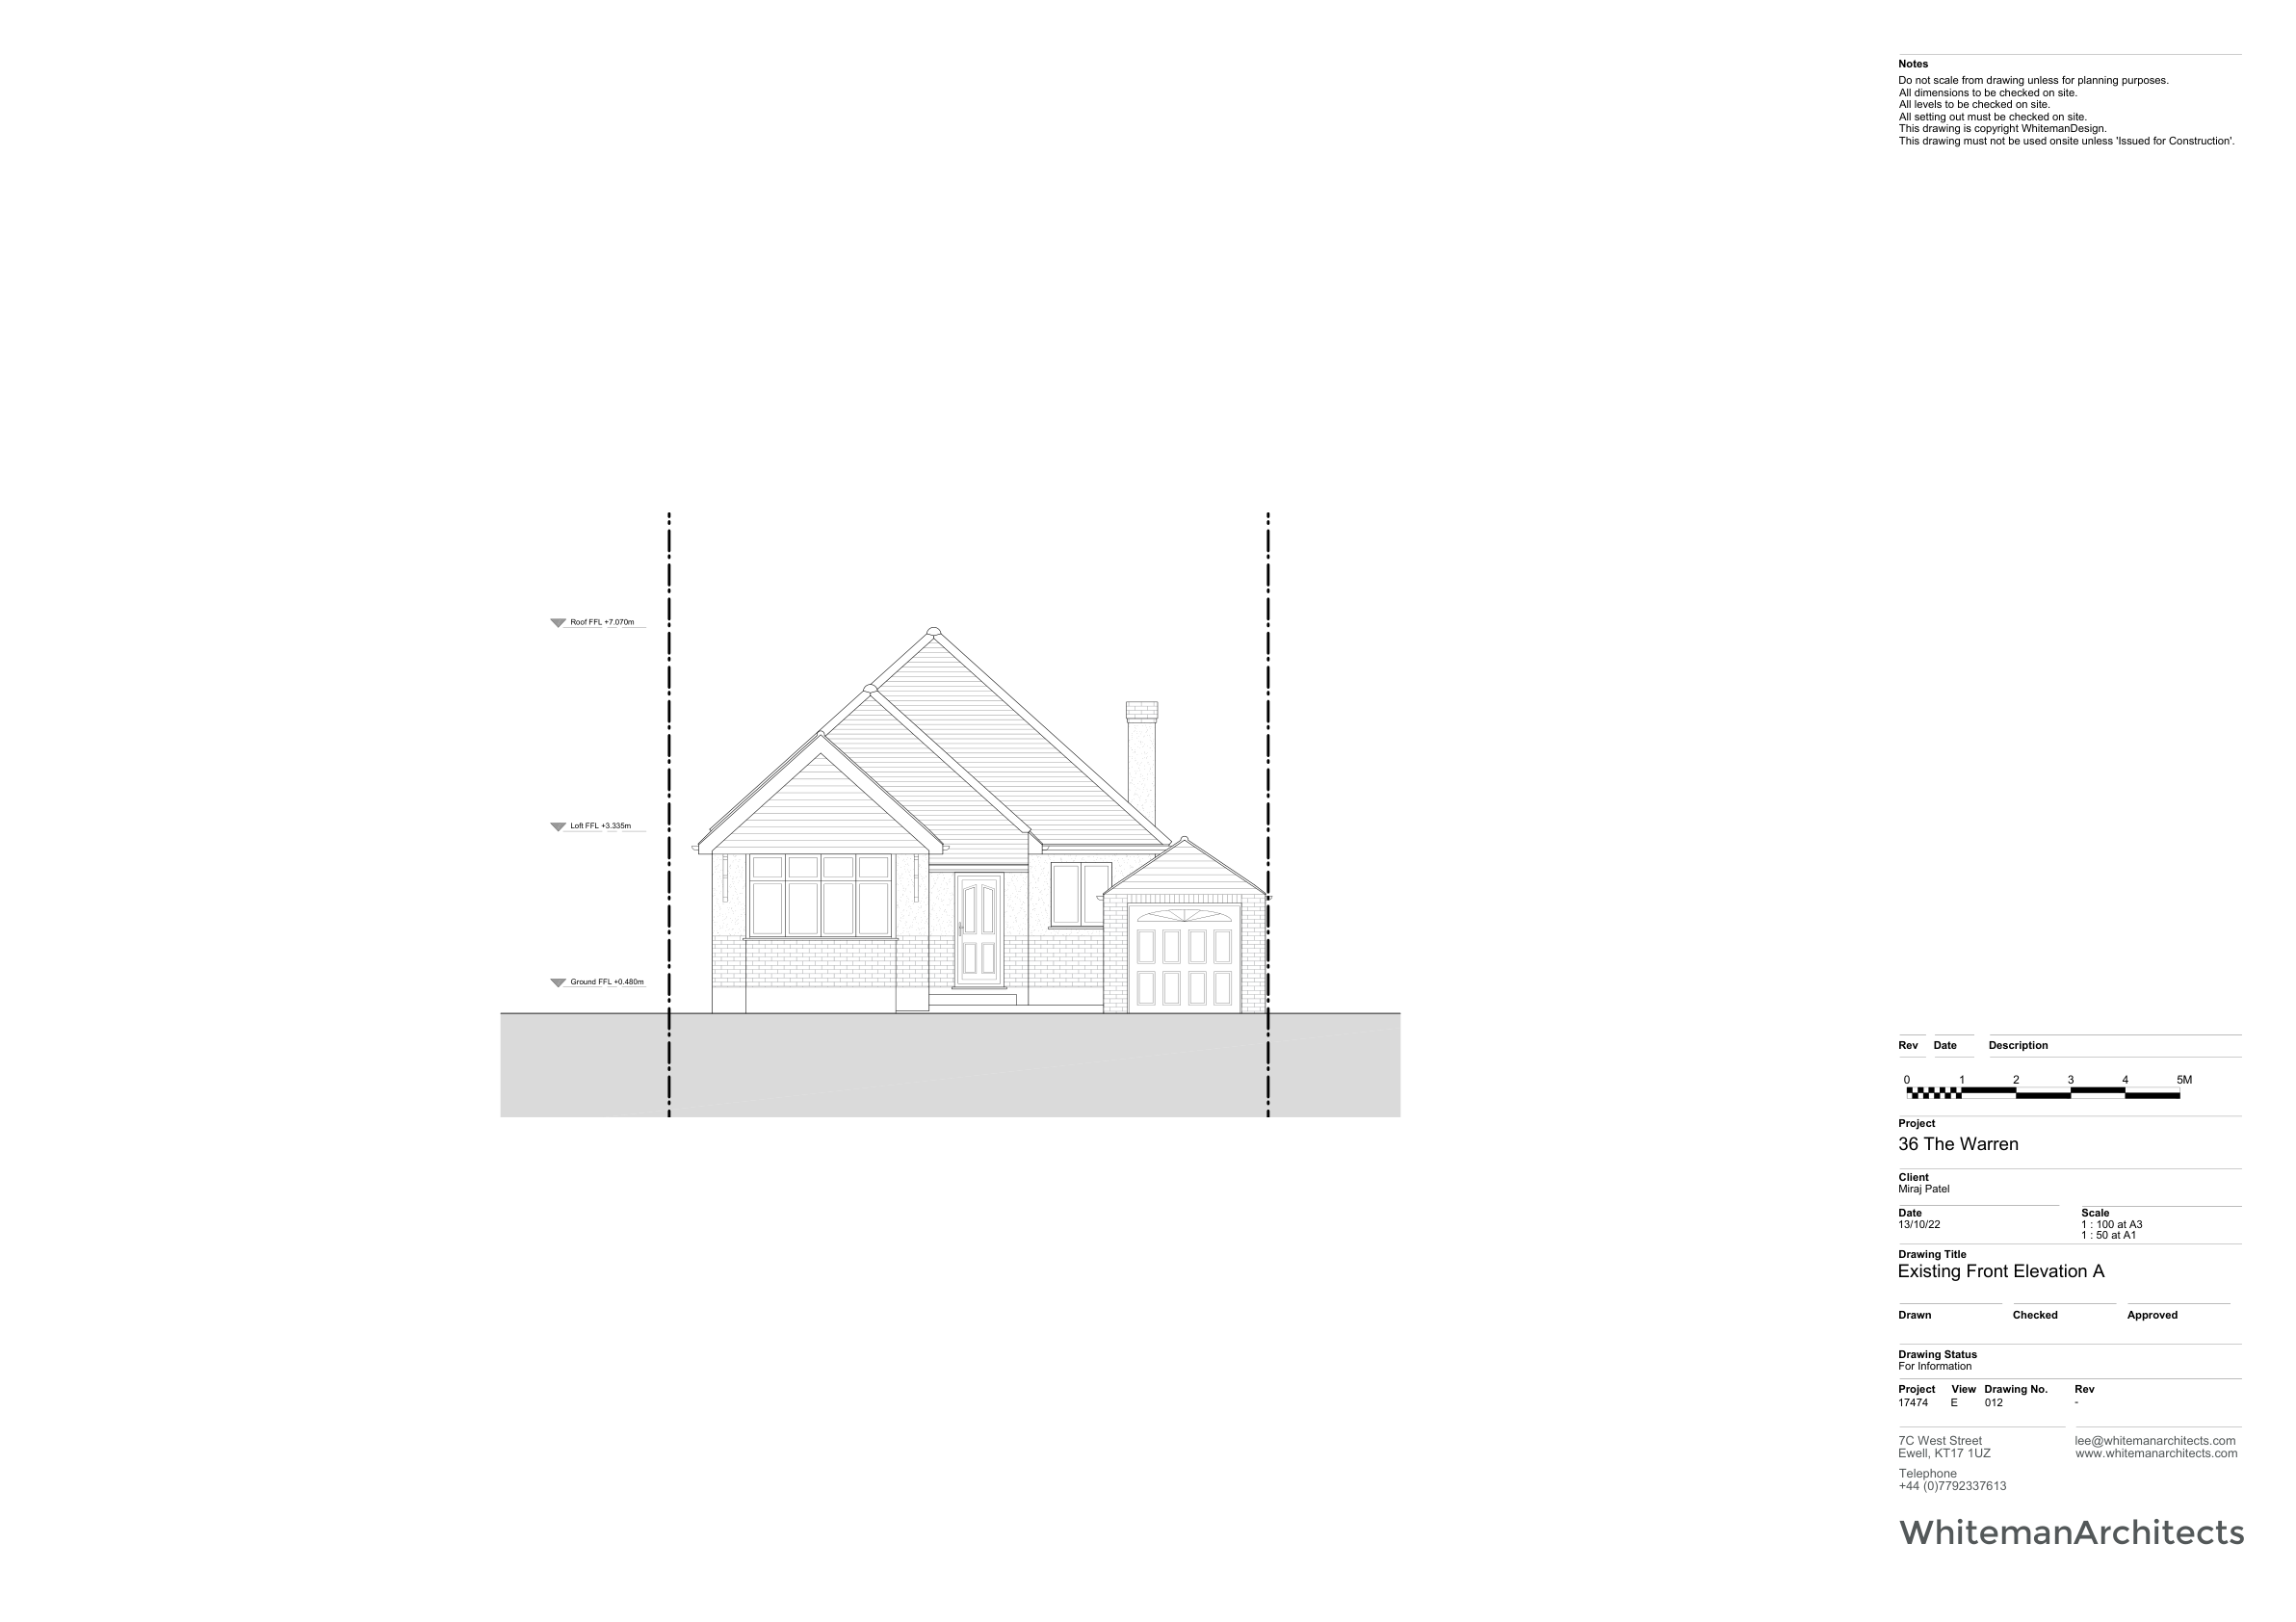 Notes
Do not scale from drawing unless for planning purposes.
All dimensions to be checked on site.
All levels to be checked on site.
All setting out must be checked on site.
This drawing is copyright WhitemanDesign.
This drawing must not be used onsite unless 'Issued for Construction'.
Roof FFL +7.070m
Loft FFL +3.335m
Ground FFL +0.480m
Rev Date Description
0 1 2 3 4 5M
Project
36 The Warren
Client
Miraj Patel
Date Scale
13/10/22 1 : 100 at A3
1 : 50 at A1
Drawing Title
Existing Front Elevation A
Drawn Checked Approved
Drawing Status
For Information
Project View Drawing No. Rev
17474 E 012 -
7C West Street lee@whitemanarchitects.com
Ewell, KT17 1UZ www.whitemanarchitects.com
Telephone
+44 (0)7792337613
WhitemanArchitects